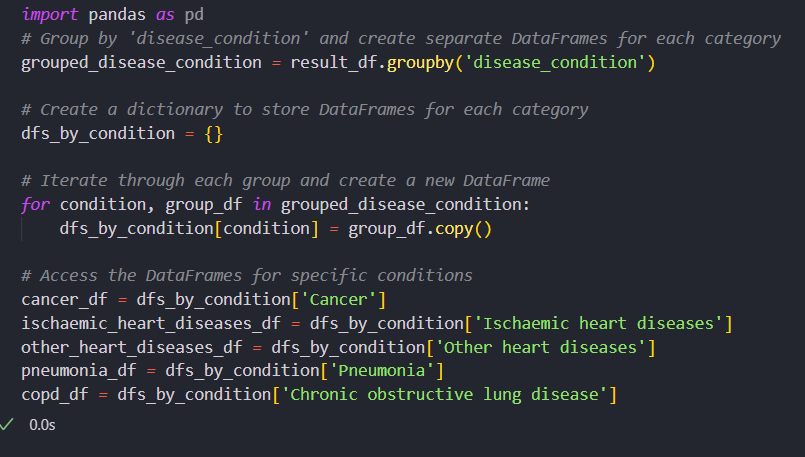 import pandas as pd
# Group by 'disease_condition' and create separate DataFrames for each category
grouped_disease_condition = result_df.groupby('disease_condition')
# Create a dictionary to store DataFrames for each category
dfs_by_condition = {}
# Iterate through each group and create a new DataFrame
for condition, group_df in grouped_disease_condition:
    dfs_by_condition[condition] = group_df.copy()
# Access the DataFrames for specific conditions
cancer_df = dfs_by_condition['Cancer']
ischaemic_heart_diseases_df = dfs_by_condition['Ischaemic heart diseases']
other_heart_diseases_df = dfs_by_condition['Other heart diseases']
pneumonia_df = dfs_by_condition['Pneumonia']
copd_df = dfs_by_condition['Chronic obstructive lung disease']
0.0s